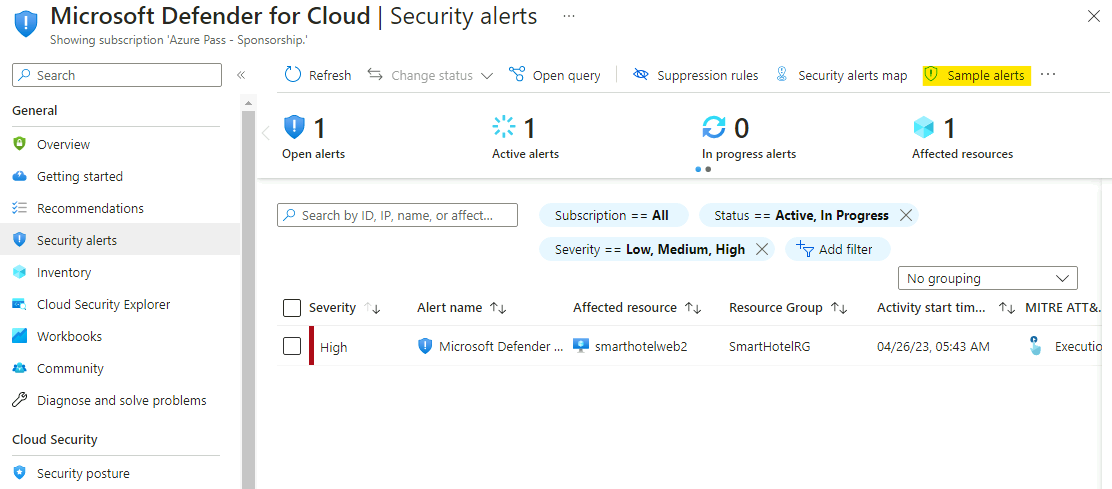 Microsoft Defender for Cloud | Security alerts ...
Showing subscription 'Azure Pass - Sponsorship.'
Search
«
General
Overview
Getting started
Recommendations
Security alerts
Inventory
Cloud Security Explorer
Workbooks
Community
Diagnose and solve problems
Cloud Security
Security posture
Refresh Change status Open query Suppression rules Security alerts map Sample alerts ...
1 1 0 1
Open alerts Active alerts In progress alerts Affected resources
Search by ID, IP, name, or affect... Subscription == All Status == Active, In Progress
Severity == Low, Medium, High Add filter
No grouping
Severity Alert name Affected resource Resource Group Activity start tim... MITRE ATT&.
High Microsoft Defender ... smarthotelweb2 SmartHotelRG 04/26/23, 05:43 AM Executio